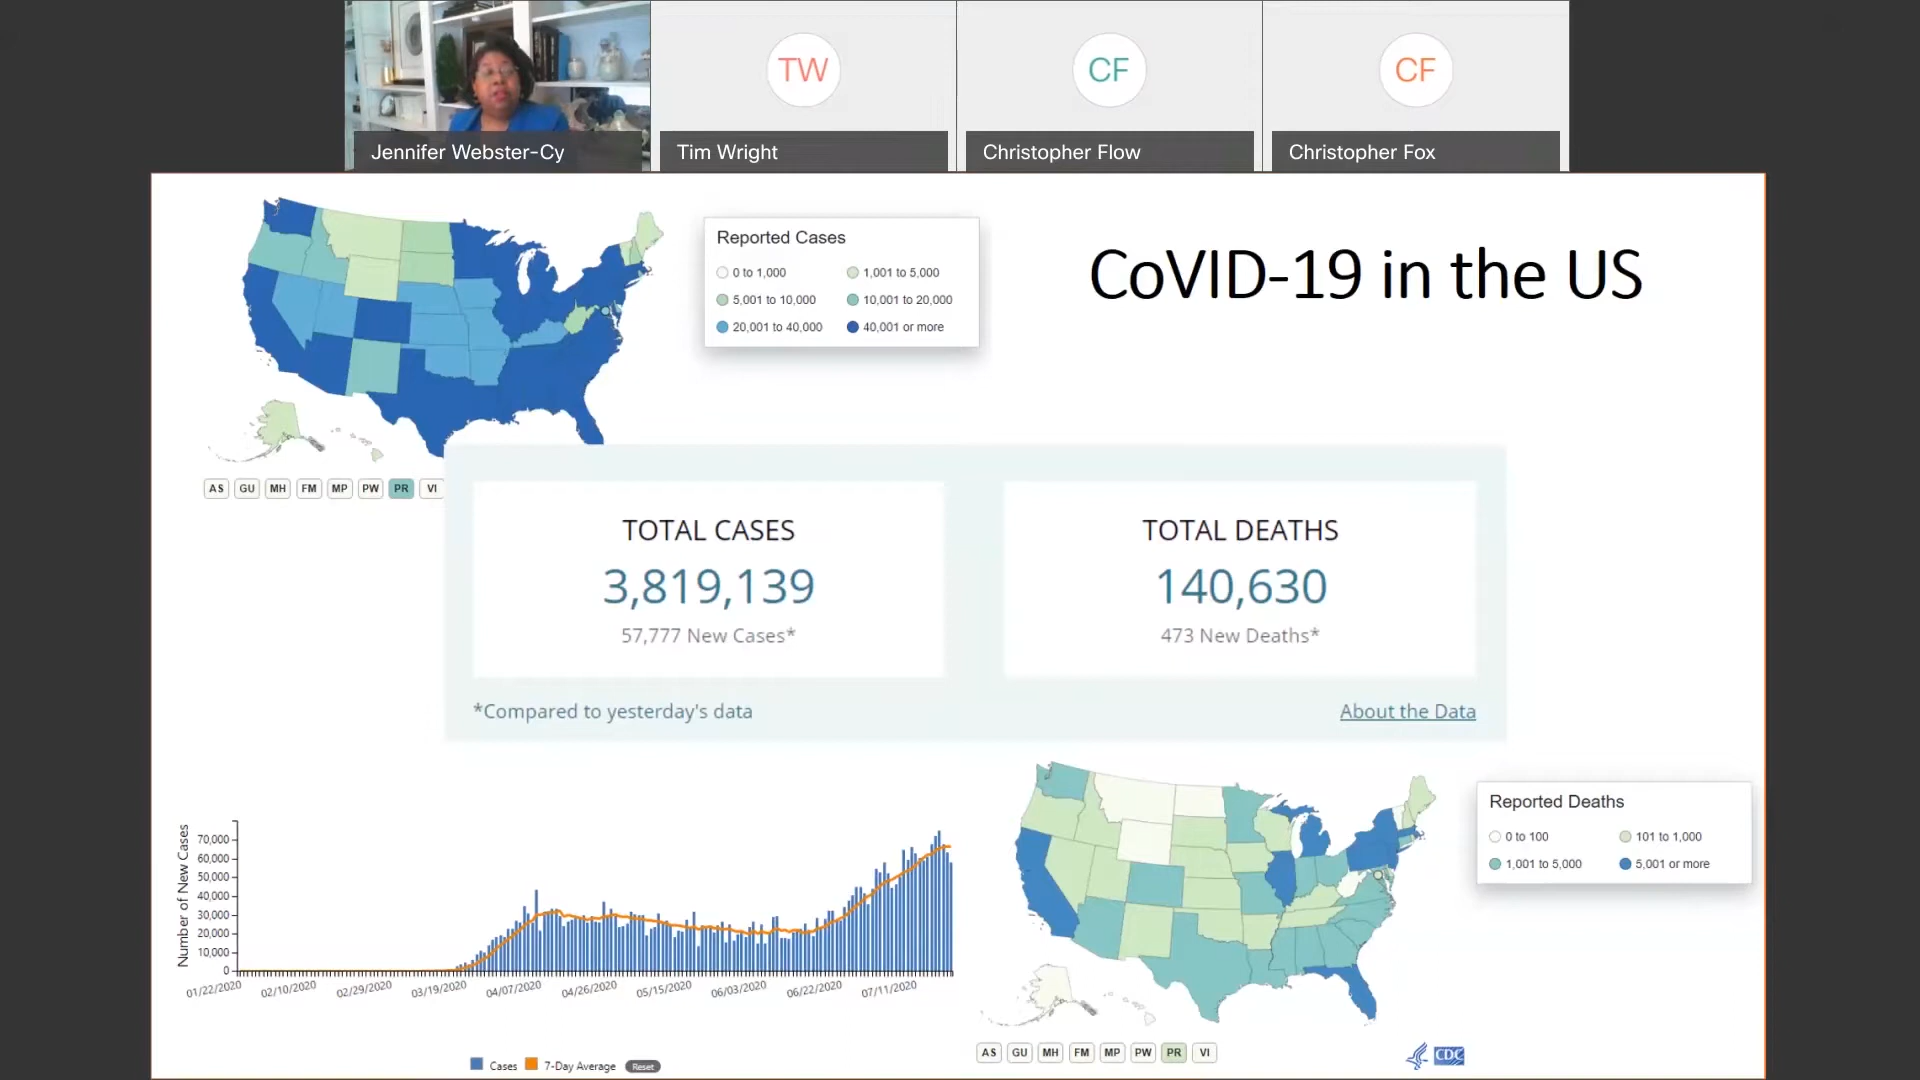 TW
CF
CF
Jennifer Webster-Cy
Tim Wright
Christopher Flow
Christopher Fox
CoVID-19 in the US
Reported Cases
0 to 1,000
1,001 to 5,000
5,001 to 10,000
10,001 to 20,000
20,001 to 40,000
40,001 or more
AS GU MH FM MP PW PR VI
TOTAL CASES
3,819,139
57,777 New Cases*
TOTAL DEATHS
140,630
473 New Deaths*
*Compared to yesterday's data
About the Data
Number of New Cases
70,000
60,000
50,000
40,000
30,000
20,000
10,000
0
01/22/2020 02/10/2020 02/29/2020 03/19/2020 04/07/2020 04/26/2020 05/15/2020 06/03/2020 06/22/2020 07/11/2020
Cases 7-Day Average Reset
Reported Deaths
0 to 100
101 to 1,000
1,001 to 5,000
5,001 or more
AS GU MH FM MP PW PR VI
CDC